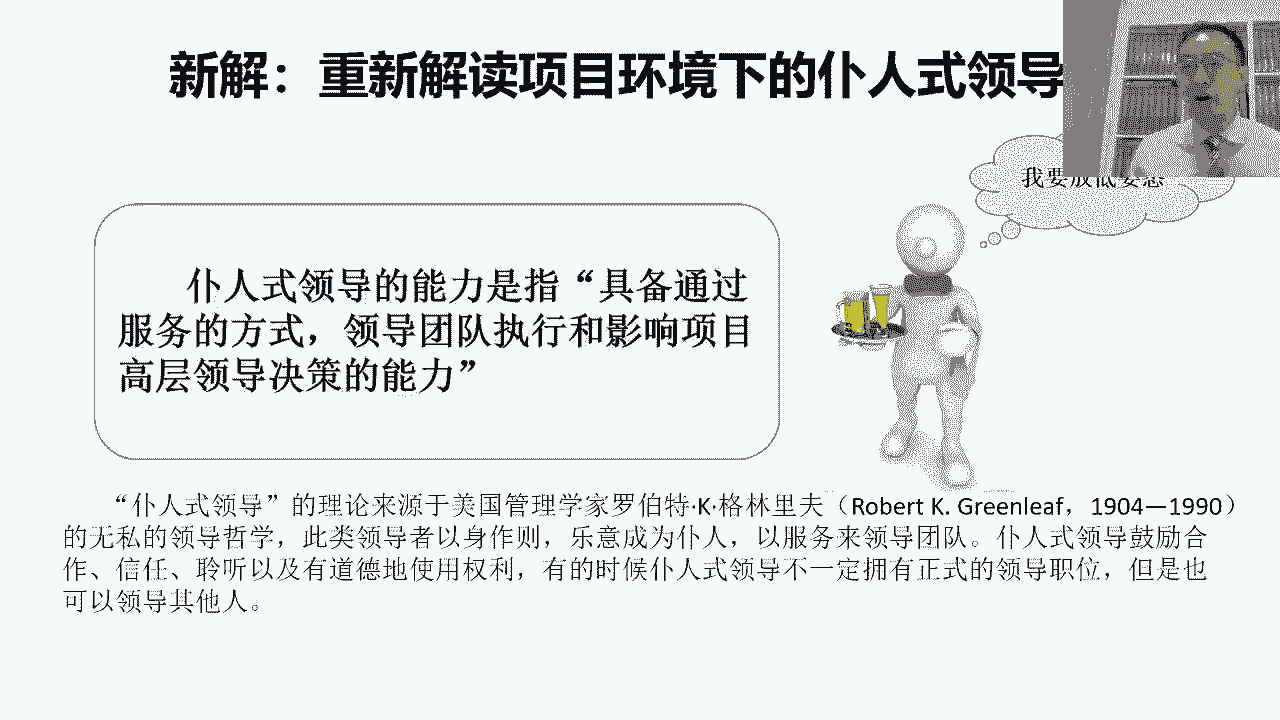 新解：重新解读项目环境下的仆人式领导
我要放低姿态
仆人式领导的能力是指“具备通过
服务的方式，领导团队执行和影响项目
高层领导决策的能力”
“仆人式领导”的理论来源于美国管理学家罗伯特·K·格林里夫（Robert K. Greenleaf，1904—1990）
的无私的领导哲学，此类领导者以身作则，乐意成为仆人，以服务来领导团队。仆人式领导鼓励合
作、信任、聆听以及有道德地使用权利，有的时候仆人式领导不一定拥有正式的领导职位，但是也
可以领导其他人。